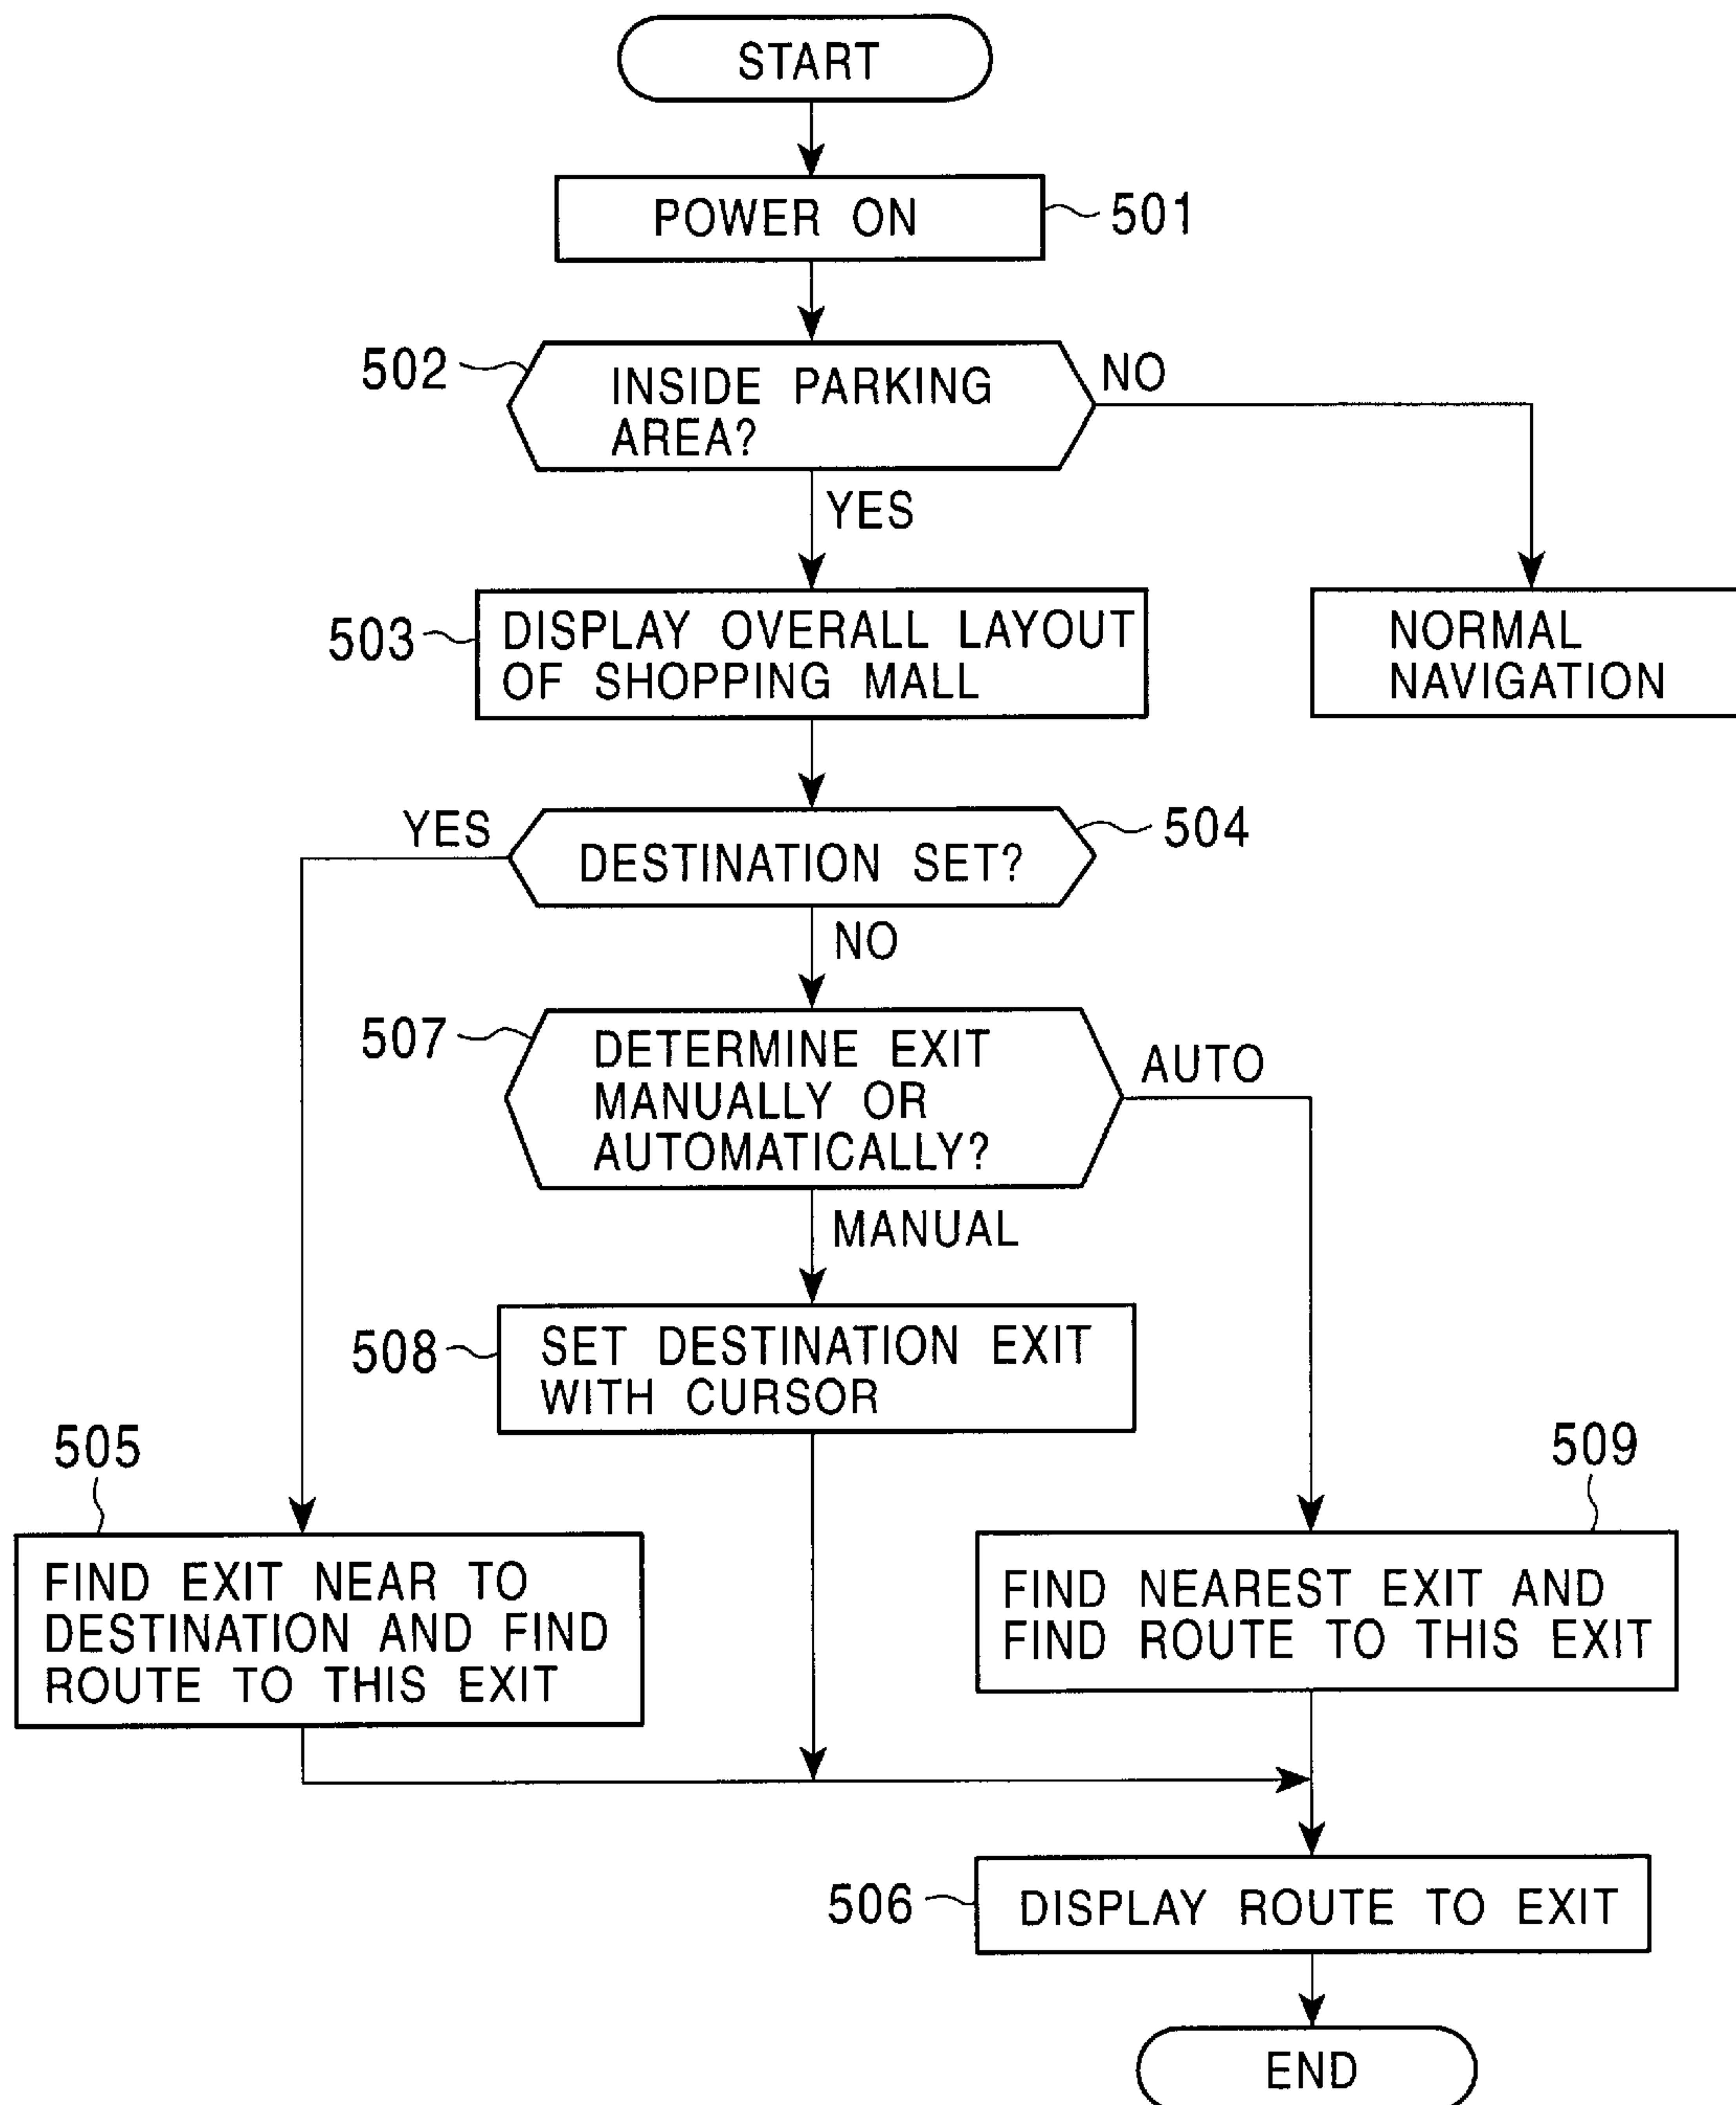 START
POWER ON
501
502
INSIDE PARKING
AREA?
NO
YES
503
DISPLAY OVERALL LAYOUT
OF SHOPPING MALL
NORMAL
NAVIGATION
YES
504
DESTINATION SET?
NO
507
DETERMINE EXIT
MANUALLY OR
AUTOMATICALLY?
AUTO
MANUAL
508
SET DESTINATION EXIT
WITH CURSOR
505
FIND EXIT NEAR TO
DESTINATION AND FIND
ROUTE TO THIS EXIT
509
FIND NEAREST EXIT AND
FIND ROUTE TO THIS EXIT
506
DISPLAY ROUTE TO EXIT
END